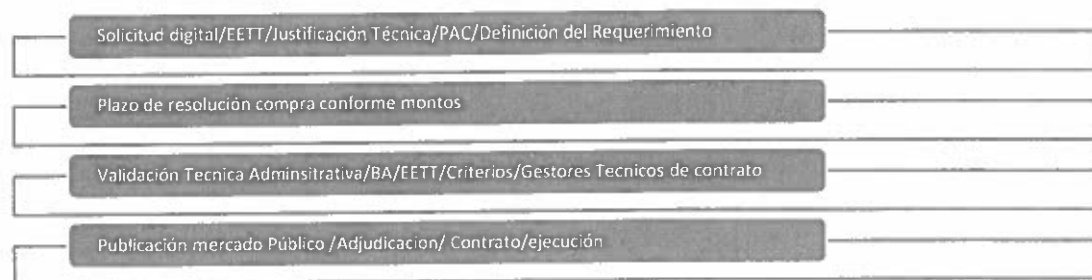 Solicitud digital/EETT/Justificación Técnica/PAC/Definición del Requerimiento
Plazo de resolución compra conforme montos
Validación Tecnica Adminsitrativa/BA/EETT/Criterios/Gestores Tecnicos de contrato
Publicación mercado Público /Adjudicacion/ Contrato/ejecución